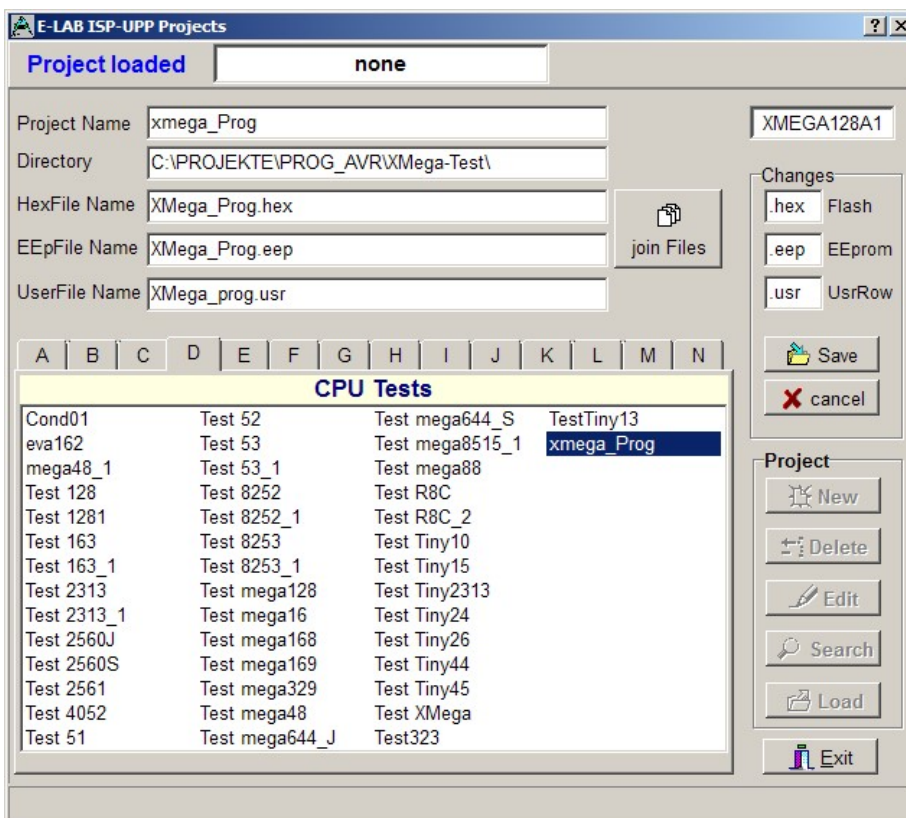 E-LAB ISP-UPP Projects
Project loaded none
Project Name xmega_Prog XMEGA128A1
Directory C:\PROJEKTE\PROG_AVR\XMega-Test\
Changes
HexFile Name XMega_Prog.hex .hex Flash
EEpFile Name XMega_Prog.eep join Files .eep EEprom
UserFile Name XMega_prog.usr .usr UsrRow
A B C D E F G H I J K L M N
Save
CPU Tests
cancel
Cond01 Test 52 Test mega644_S TestTiny13
eva162 Test 53 Test mega8515_1 xmega_Prog
mega48_1 Test 53_1 Test mega88
Project
Test 128 Test 8252 Test R8C
New
Test 1281 Test 8252_1 Test R8C_2
Test 163 Test 8253 Test Tiny10
Delete
Test 163_1 Test 8253_1 Test Tiny15
Test 2313 Test mega128 Test Tiny2313
Edit
Test 2313_1 Test mega16 Test Tiny24
Test 2560J Test mega168 Test Tiny26
Search
Test 2560S Test mega169 Test Tiny44
Test 2561 Test mega329 Test Tiny45
Load
Test 4052 Test mega48 Test XMega
Test 51 Test mega644_J Test323
Exit